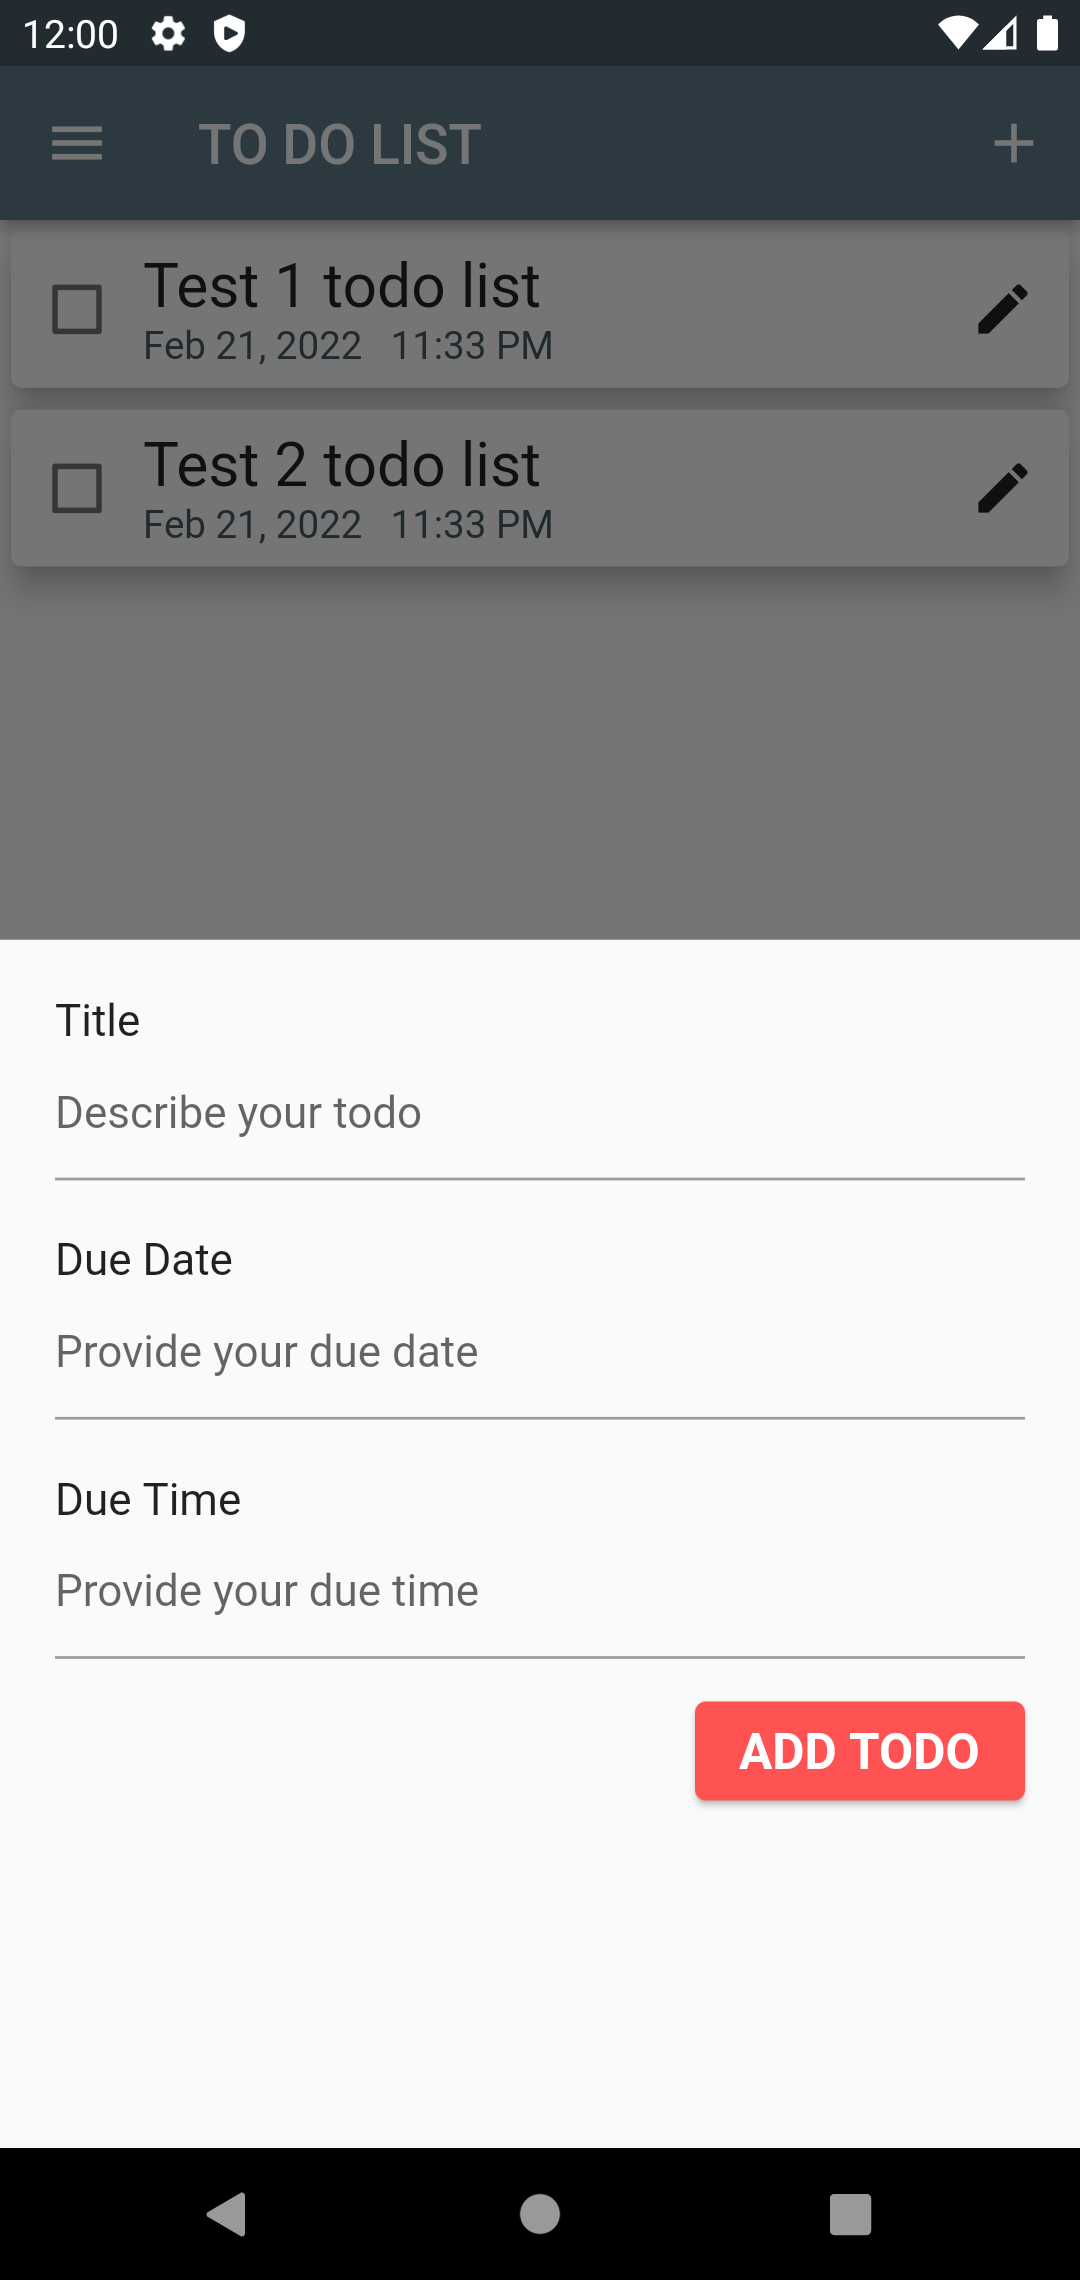 12:00
TO DO LIST
Test 1 todo list
Feb 21, 2022 11:33 PM
Test 2 todo list
Feb 21, 2022 11:33 PM
Title
Describe your todo
Due Date
Provide your due date
Due Time
Provide your due time
ADD TODO